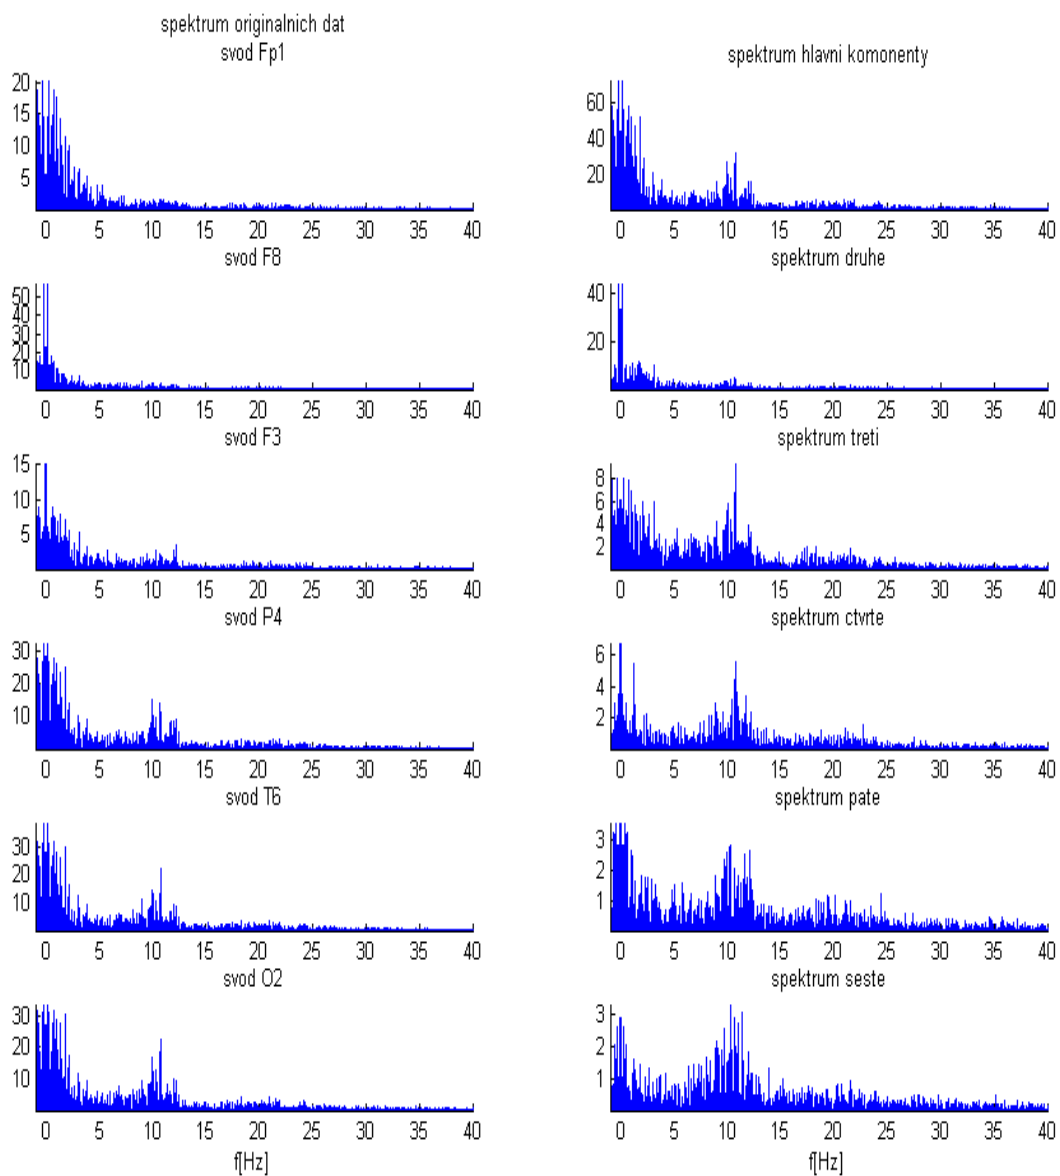 spektrum originalnich dat
svod Fp1
20
15
10
5
0 5 10 15 20 25 30 35 40
svod F8
50
40
30
20
10
0 5 10 15 20 25 30 35 40
svod F3
15
10
5
0 5 10 15 20 25 30 35 40
svod P4
30
20
10
0 5 10 15 20 25 30 35 40
svod T6
30
20
10
0 5 10 15 20 25 30 35 40
svod O2
30
20
10
0 5 10 15 20 25 30 35 40
f[Hz]
spektrum hlavni komonenty
60
40
20
0 5 10 15 20 25 30 35 40
spektrum druhe
40
20
0 5 10 15 20 25 30 35 40
spektrum treti
8
6
4
2
0 5 10 15 20 25 30 35 40
spektrum ctvrte
6
4
2
0 5 10 15 20 25 30 35 40
spektrum pate
3
2
1
0 5 10 15 20 25 30 35 40
spektrum seste
3
2
1
0 5 10 15 20 25 30 35 40
f[Hz]